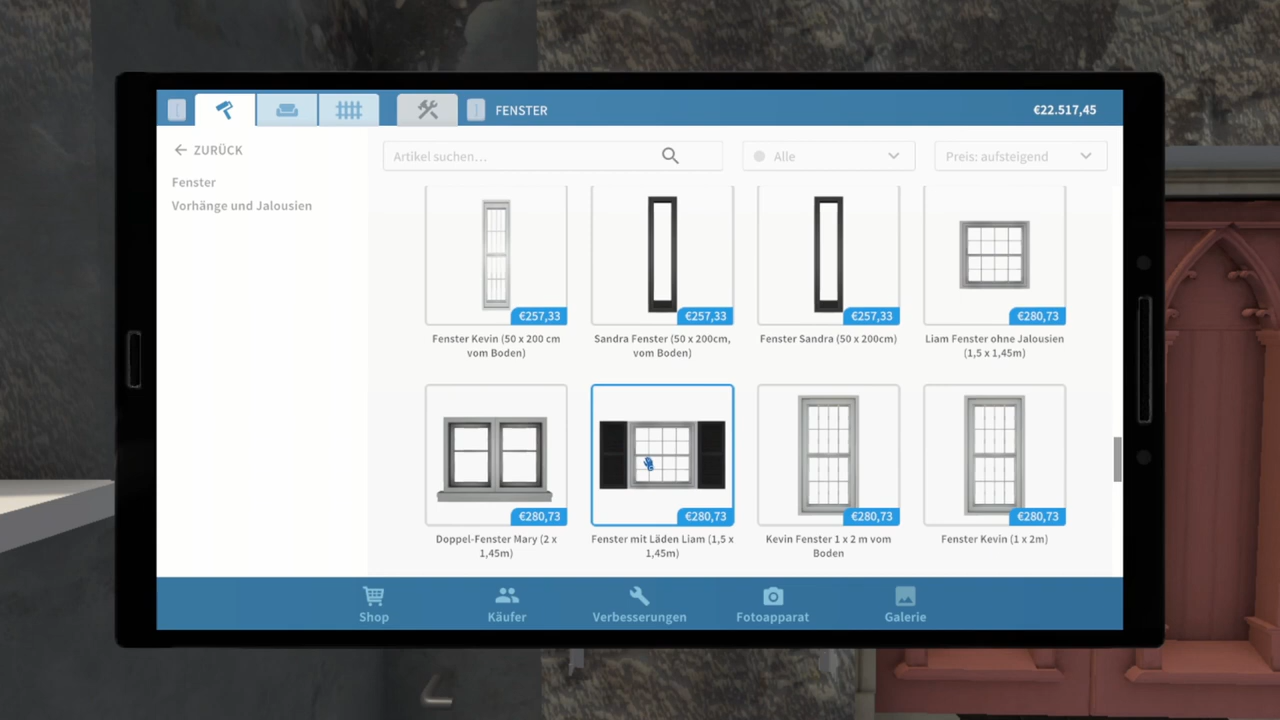 FENSTER
€22.517,45
ZURÜCK
Artikel suchen...
Alle
Preis: aufsteigend
Fenster
Vorhänge und Jalousien
€257,33
€257,33
€257,33
€280,73
Fenster Kevin (50 x 200 cm
vom Boden)
Sandra Fenster (50 x 200cm,
vom Boden)
Fenster Sandra (50 x 200cm)
Liam Fenster ohne Jalousien
(1,5 x 1,45m)
€280,73
€280,73
€280,73
€280,73
Doppel-Fenster Mary (2 x
1,45m)
Fenster mit Läden Liam (1,5 x
1,45m)
Kevin Fenster 1 x 2 m vom
Boden
Fenster Kevin (1 x 2m)
Shop
Käufer
Verbesserungen
Fotoapparat
Galerie